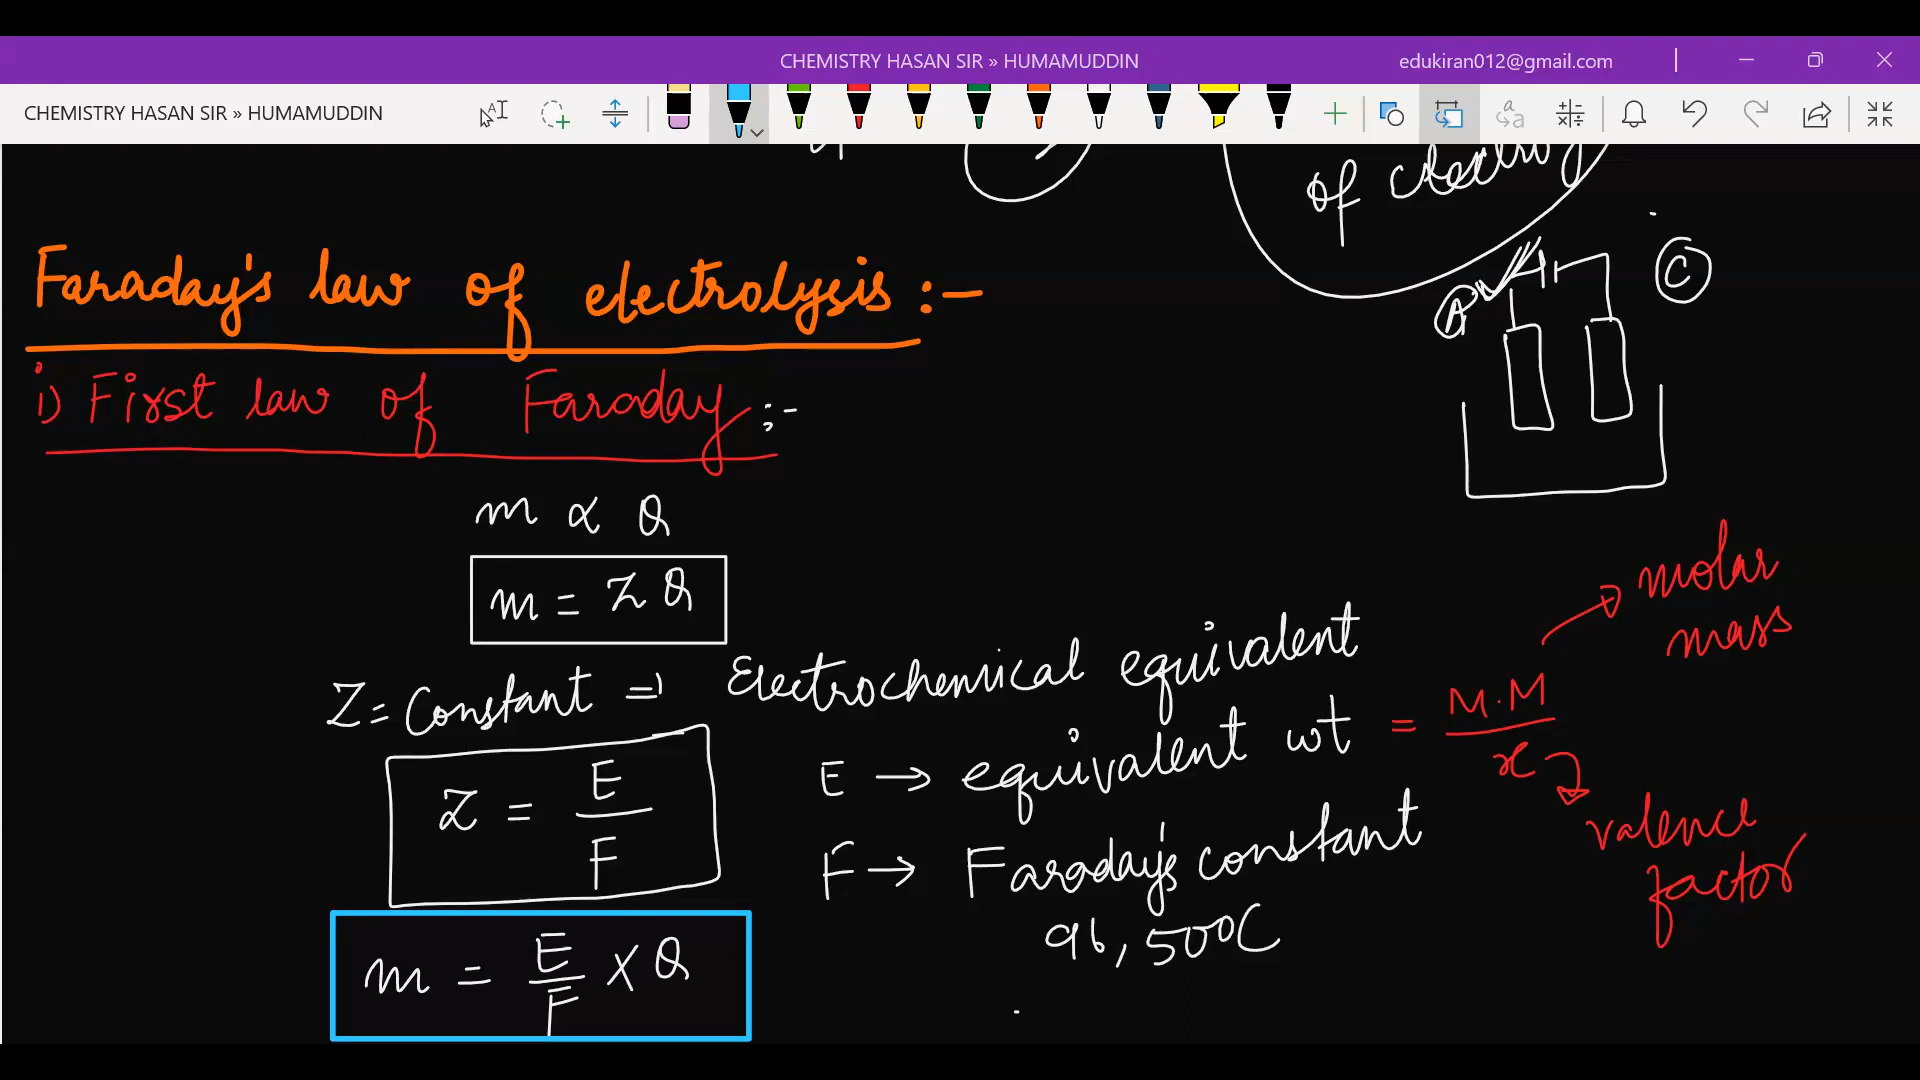 CHEMISTRY HASAN SIR » HUMAMUDDIN
edukiran012@gmail.com
CHEMISTRY HASAN SIR » HUMAMUDDIN
of
Faraday's law of electrolysis :-
A
C
i) First law of Faraday :-
m ∝ Q
m = ZQ
Z = Constant => Electrochemical equivalent
Z = E/F
E → equivalent wt = M.M/x
molar
mass
valence
factor
F → Faraday's constant
96,500C
m = E/F × Q